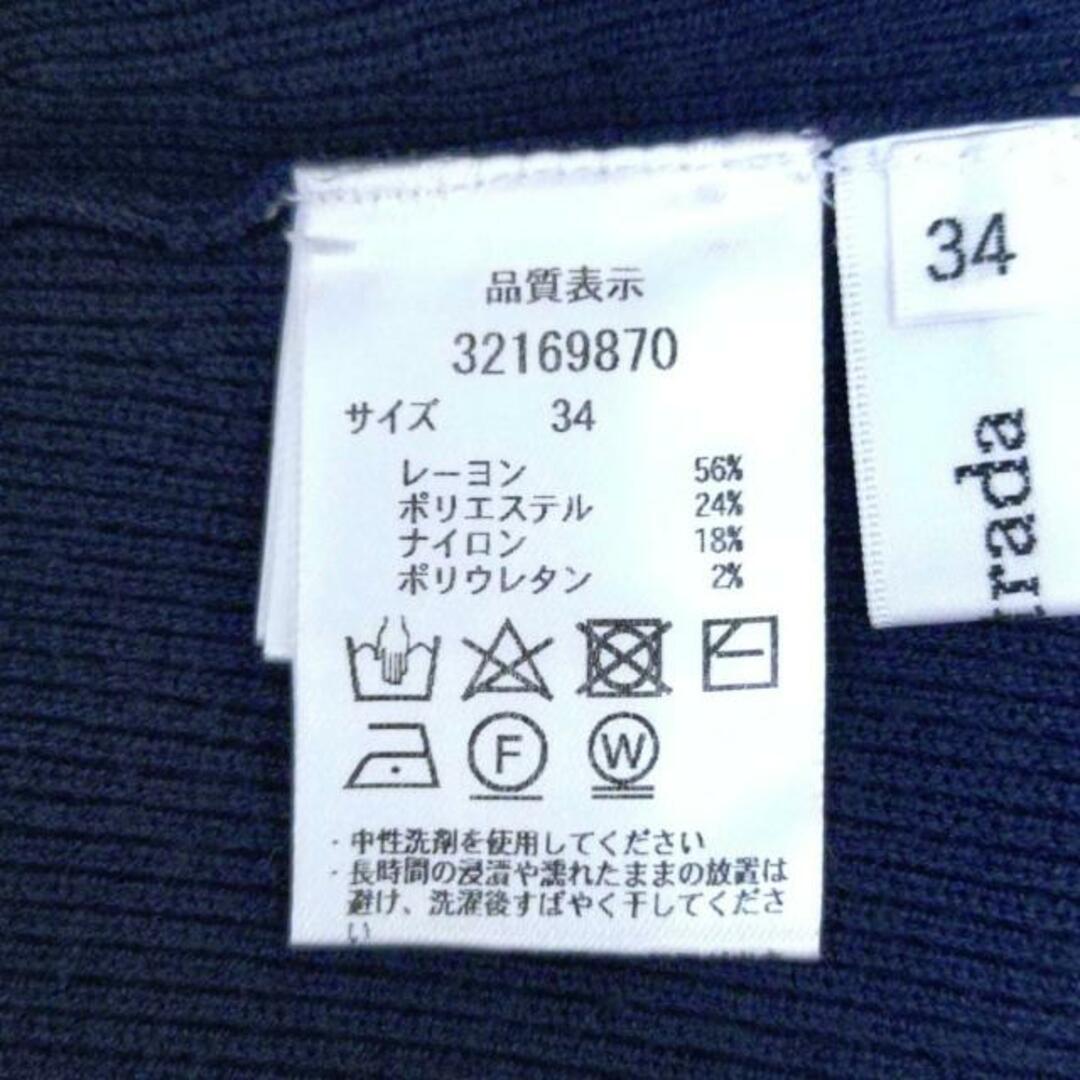 品質表示
32169870
サイズ 34
レーヨン 56%
ポリエステル 24%
ナイロン 18%
ポリウレタン 2%
F W
・中性洗剤を使用してください
・長時間の浸漬や濡れたままの放置は
避け、洗濯後すばやく干してくださ
い
34
rrada